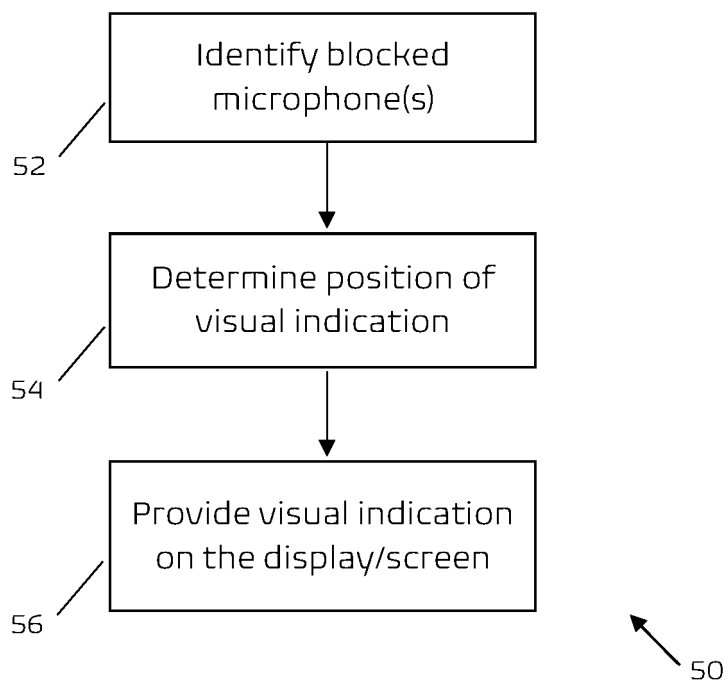 Identify blocked
microphone(s)
52
Determine position of
visual indication
54
Provide visual indication
on the display/screen
56
50